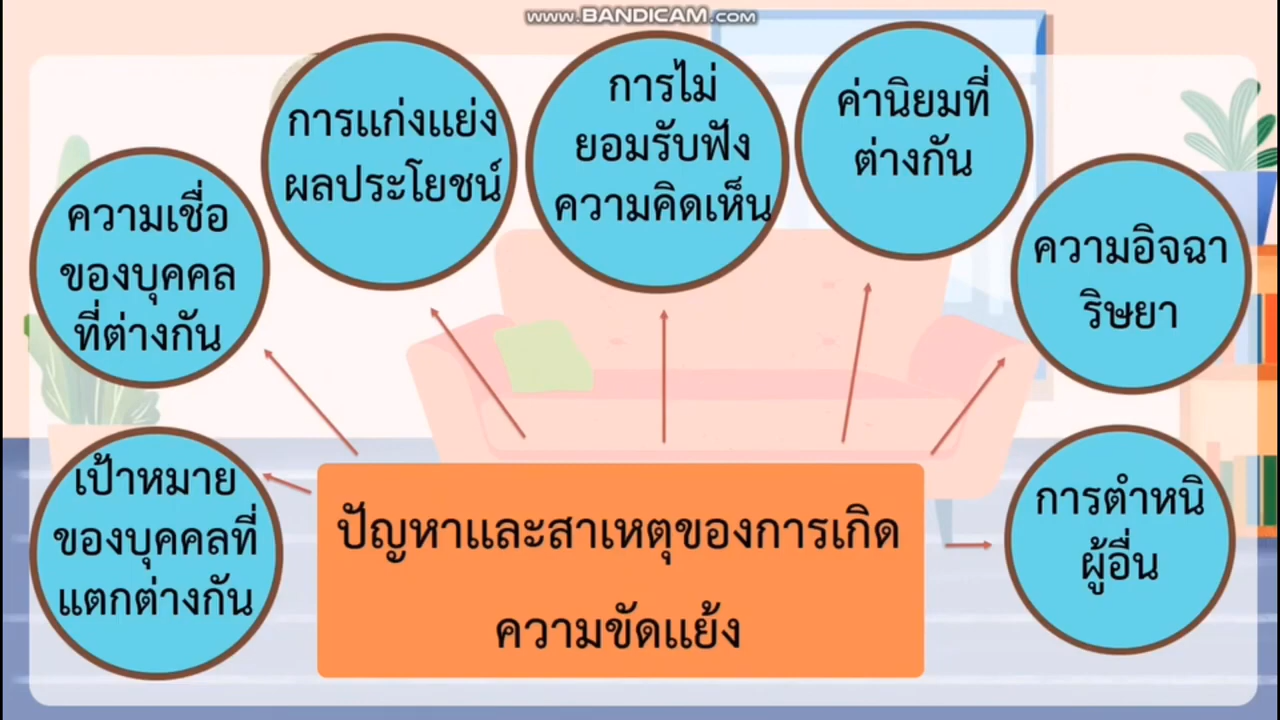 www.BANDICAM.com
การแก่งแย่ง
ผลประโยชน์
การไม่
ยอมรับฟัง
ความคิดเห็น
ค่านิยมที่
ต่างกัน
ความเชื่อ
ของบุคคล
ที่ต่างกัน
ความอิจฉา
ริษยา
เป้าหมาย
ของบุคคลที่
แตกต่างกัน
ปัญหาและสาเหตุของการเกิด
ความขัดแย้ง
การตำหนิ
ผู้อื่น